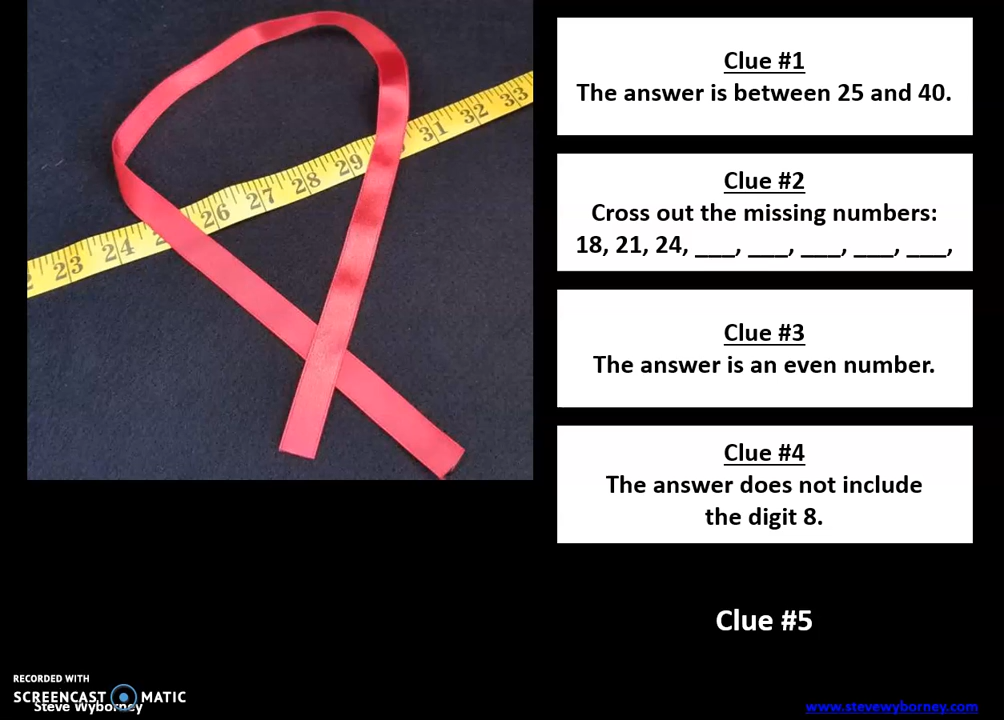 Clue #1
The answer is between 25 and 40.
Clue #2
Cross out the missing numbers:
18, 21, 24, ___, ___, ___, ___, ___,
Clue #3
The answer is an even number.
Clue #4
The answer does not include
the digit 8.
Clue #5
23 24 26 27 28 29 31 32 33
RECORDED WITH
SCREENCAST MATIC
Steve Wyborney
www.stevewyborney.com